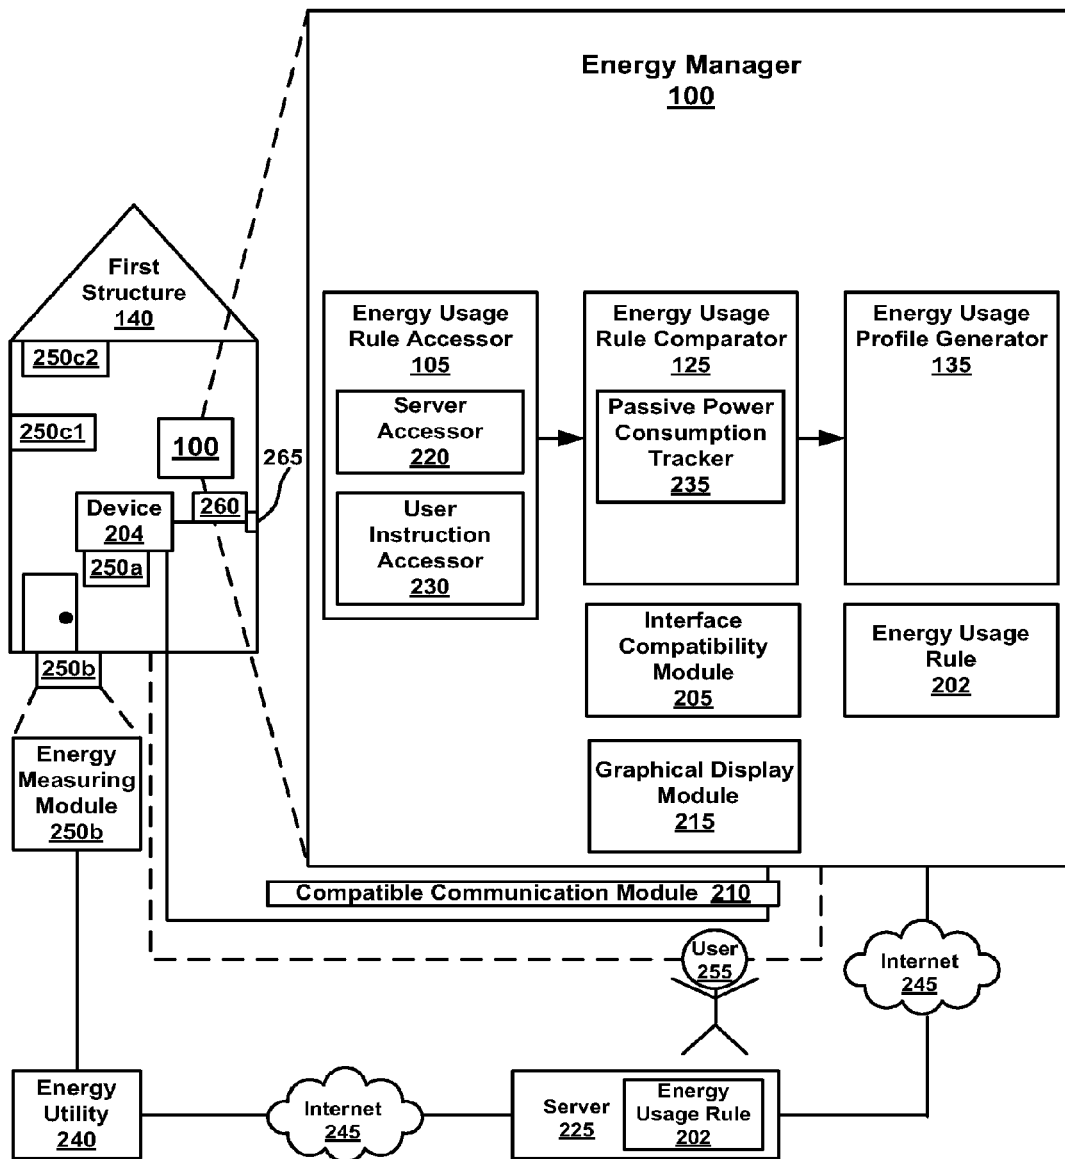 Energy Manager
100
First
Structure
140
250c2
250c1
100
265
260
Device
204
250a
250b
Energy Usage
Rule Accessor
105
Server
Accessor
220
User
Instruction
Accessor
230
Energy Usage
Rule Comparator
125
Passive Power
Consumption
Tracker
235
Energy Usage
Profile Generator
135
Interface
Compatibility
Module
205
Energy Usage
Rule
202
Graphical Display
Module
215
Energy
Measuring
Module
250b
Compatible Communication Module 210
User
255
Internet
245
Energy
Utility
240
Internet
245
Server
225
Energy
Usage Rule
202